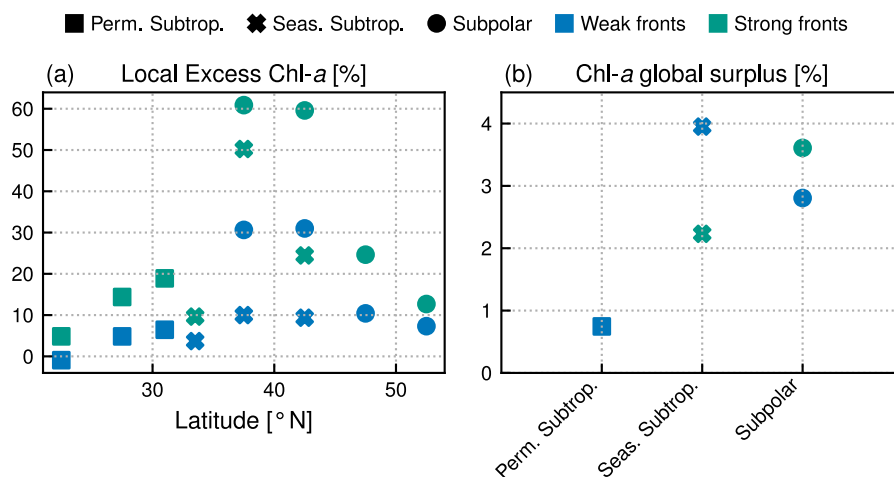 Perm. Subtrop. Seas. Subtrop. Subpolar Weak fronts Strong fronts
(a) Local Excess Chl-a [%]
60
50
40
30
20
10
0
30 40 50
Latitude [°N]
(b) Chl-a global surplus [%]
4
3
2
1
0
Perm. Subtrop.
Seas. Subtrop.
Subpolar